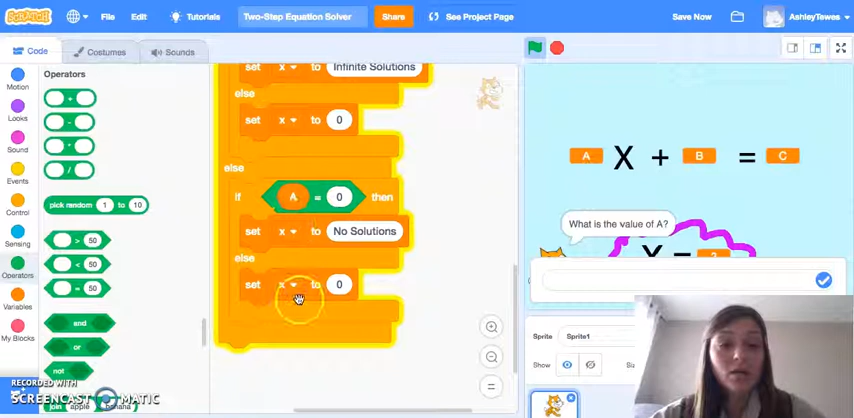 SCRATCH
File
Edit
Tutorials
Two-Step Equation Solver
Share
See Project Page
Save Now
AshleyTewes
Code
Costumes
Sounds
Motion
Looks
Sound
Events
Control
Sensing
Operators
Variables
My Blocks
Operators
+
-
*
/
pick random 1 to 10
> 50
< 50
= 50
and
or
not
join apple banana
set x to Infinite Solutions
else
set x to 0
else
if A = 0 then
set x to No Solutions
else
set x to 0
A X + B = C
What is the value of A?
X = ?
Sprite Sprite1
Show
RECORDED WITH
SCREENCAST MATIC